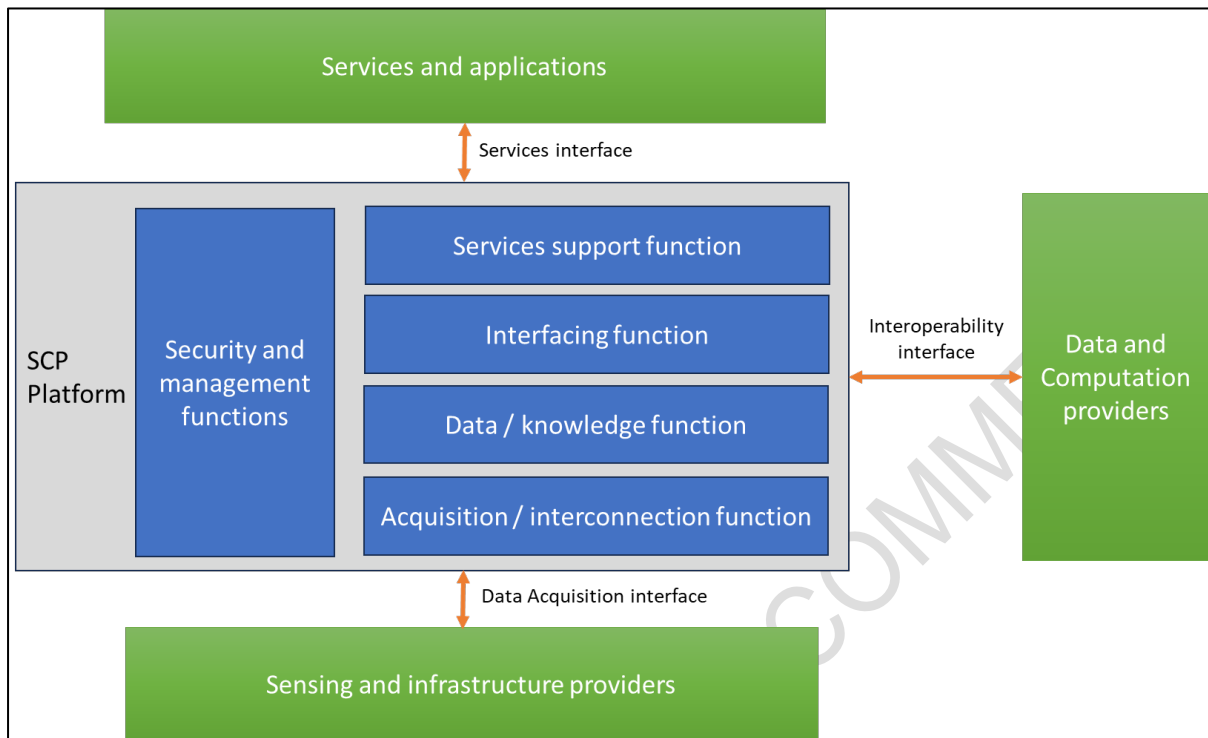 Services and applications
Services interface
SCP
Platform
Security and
management
functions
Services support function
Interfacing function
Data / knowledge function
Acquisition / interconnection function
Interoperability
interface
Data and
Computation
providers
Data Acquisition interface
Sensing and infrastructure providers